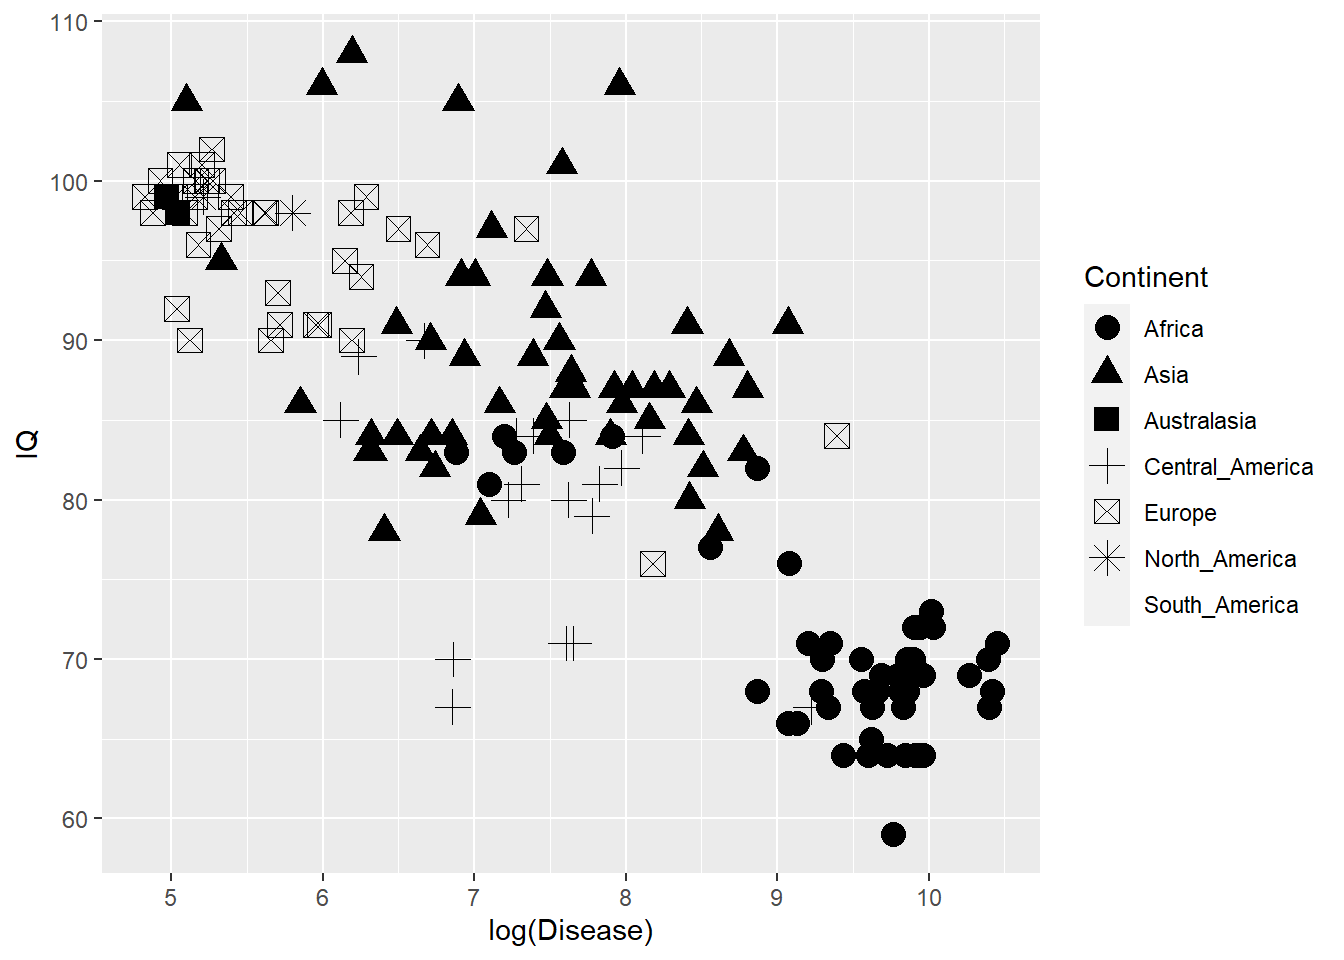 110
100
90
80
70
60
IQ
5 6 7 8 9 10
log(Disease)
Continent
Africa
Asia
Australasia
Central_America
Europe
North_America
South_America